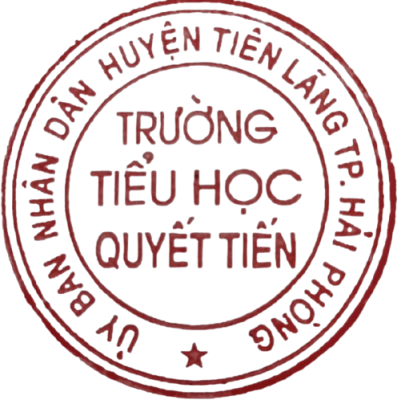 ỦY BAN NHÂN DÂN HUYỆN TIÊN LÃNG TP. HẢI PHÒNG
TRƯỜNG
TIỂU HỌC
QUYẾT TIẾN